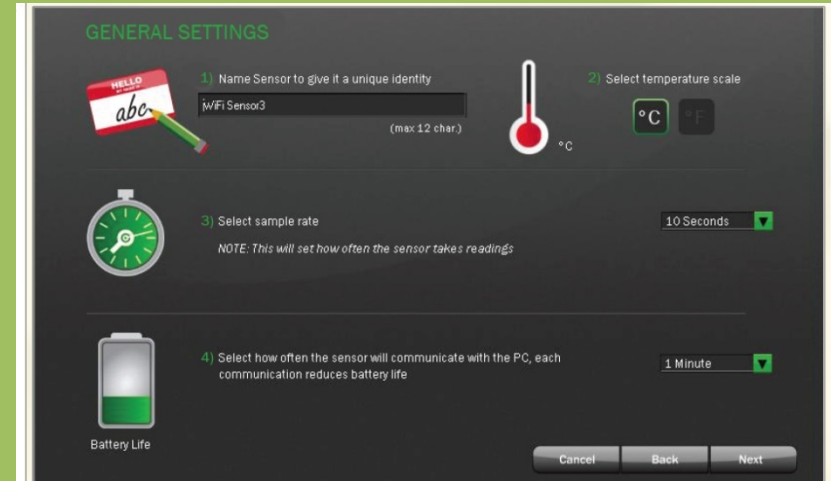 GENERAL SETTINGS
HELLO
abc
1) Name Sensor to give it a unique identity
WiFi Sensor3
(max 12 char.)
2) Select temperature scale
°C
°F
°C
3) Select sample rate
10 Seconds
NOTE: This will set how often the sensor takes readings
4) Select how often the sensor will communicate with the PC, each
communication reduces battery life
1 Minute
Battery Life
Cancel
Back
Next